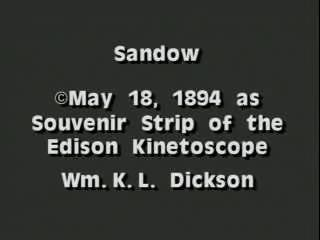 Sandow
©May 18, 1894 as
Souvenir Strip of the
Edison Kinetoscope
Wm. K. L. Dickson